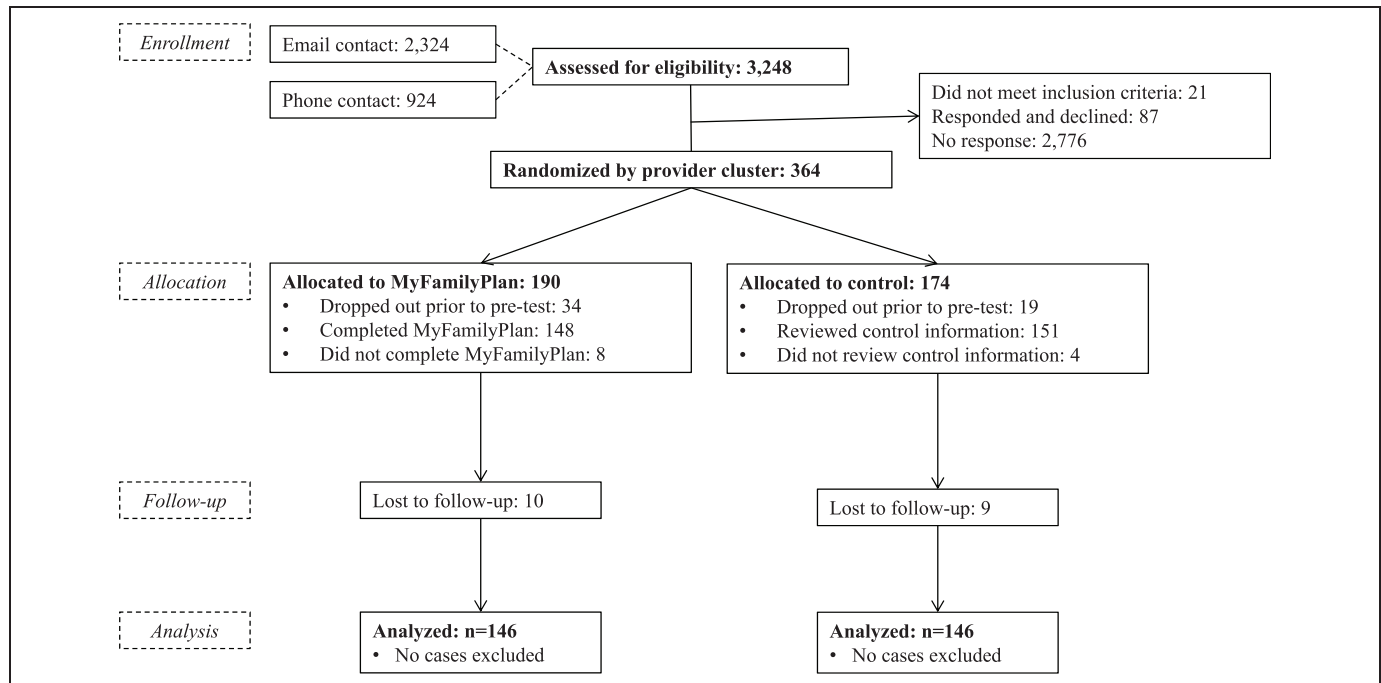 Enrollment
Email contact: 2,324
Phone contact: 924
Assessed for eligibility: 3,248
Did not meet inclusion criteria: 21
Responded and declined: 87
No response: 2,776
Randomized by provider cluster: 364
Allocation
Allocated to MyFamilyPlan: 190
• Dropped out prior to pre-test: 34
• Completed MyFamilyPlan: 148
• Did not complete MyFamilyPlan: 8
Allocated to control: 174
• Dropped out prior to pre-test: 19
• Reviewed control information: 151
• Did not review control information: 4
Follow-up
Lost to follow-up: 10
Lost to follow-up: 9
Analysis
Analyzed: n=146
• No cases excluded
Analyzed: n=146
• No cases excluded